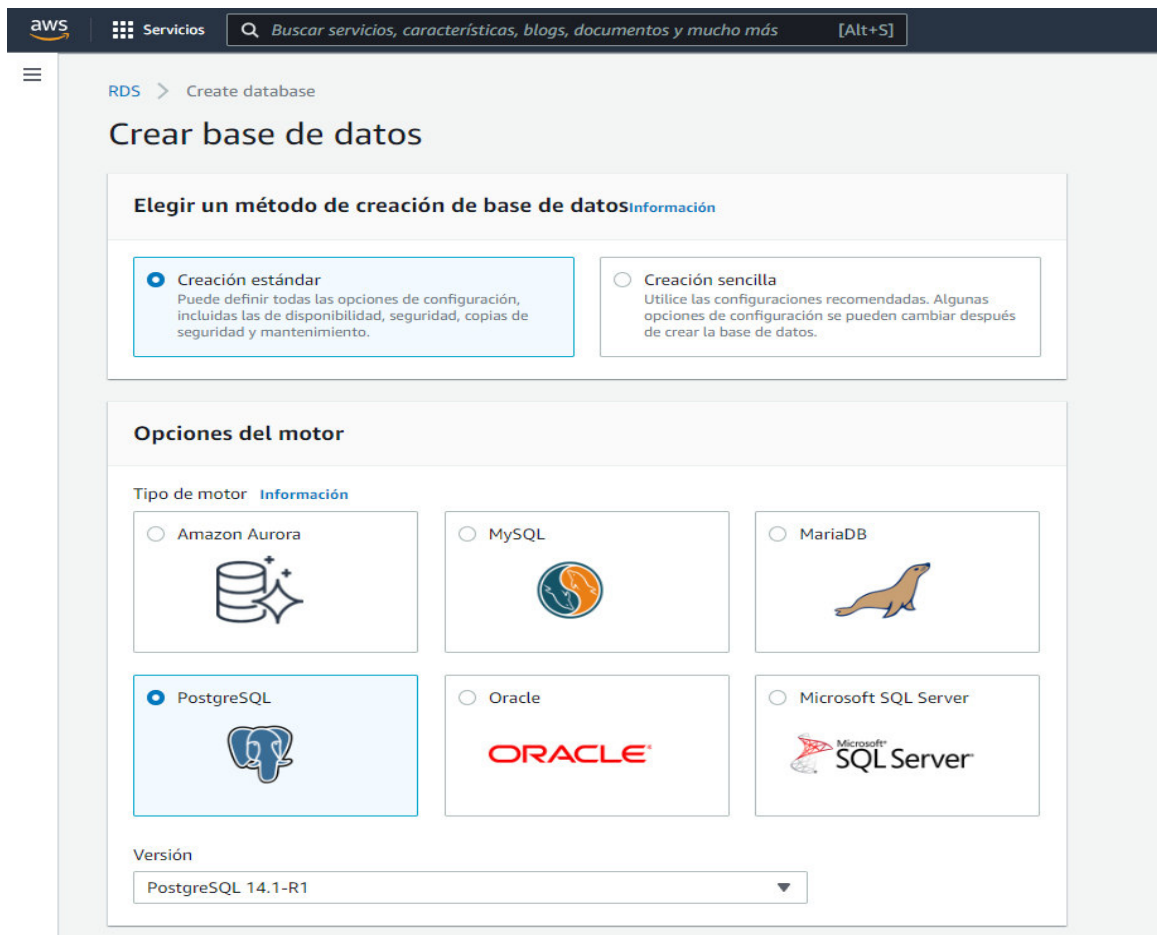 aws
Servicios
Buscar servicios, características, blogs, documentos y mucho más [Alt+S]
RDS > Create database
Crear base de datos
Elegir un método de creación de base de datosInformación
Creación estándar
Puede definir todas las opciones de configuración,
incluidas las de disponibilidad, seguridad, copias de
seguridad y mantenimiento.
Creación sencilla
Utilice las configuraciones recomendadas. Algunas
opciones de configuración se pueden cambiar después
de crear la base de datos.
Opciones del motor
Tipo de motor Información
Amazon Aurora
MySQL
MariaDB
PostgreSQL
Oracle
ORACLE
Microsoft SQL Server
Microsoft
SQL Server
Versión
PostgreSQL 14.1-R1